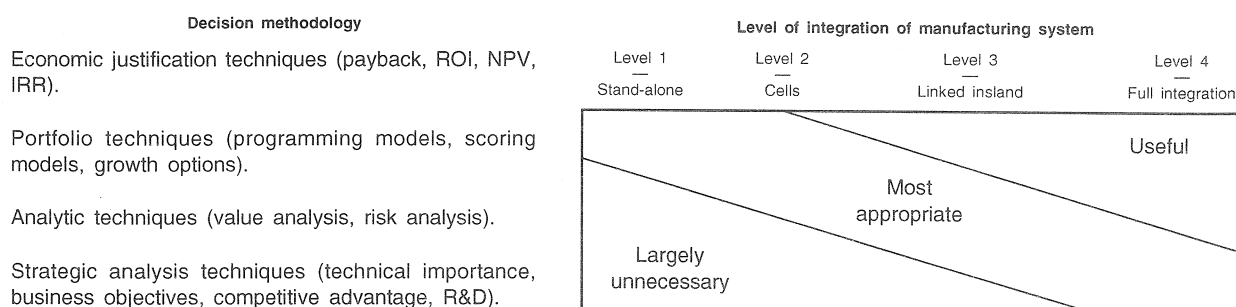 Decision methodology
Economic justification techniques (payback, ROI, NPV,
IRR).
Portfolio techniques (programming models, scoring
models, growth options).
Analytic techniques (value analysis, risk analysis).
Strategic analysis techniques (technical importance,
business objectives, competitive advantage, R&D).
Level of integration of manufacturing system
Level 1
Level 2
Level 3
Level 4
Stand-alone
Cells
Linked insland
Full integration
Useful
Most
appropriate
Largely
unnecessary